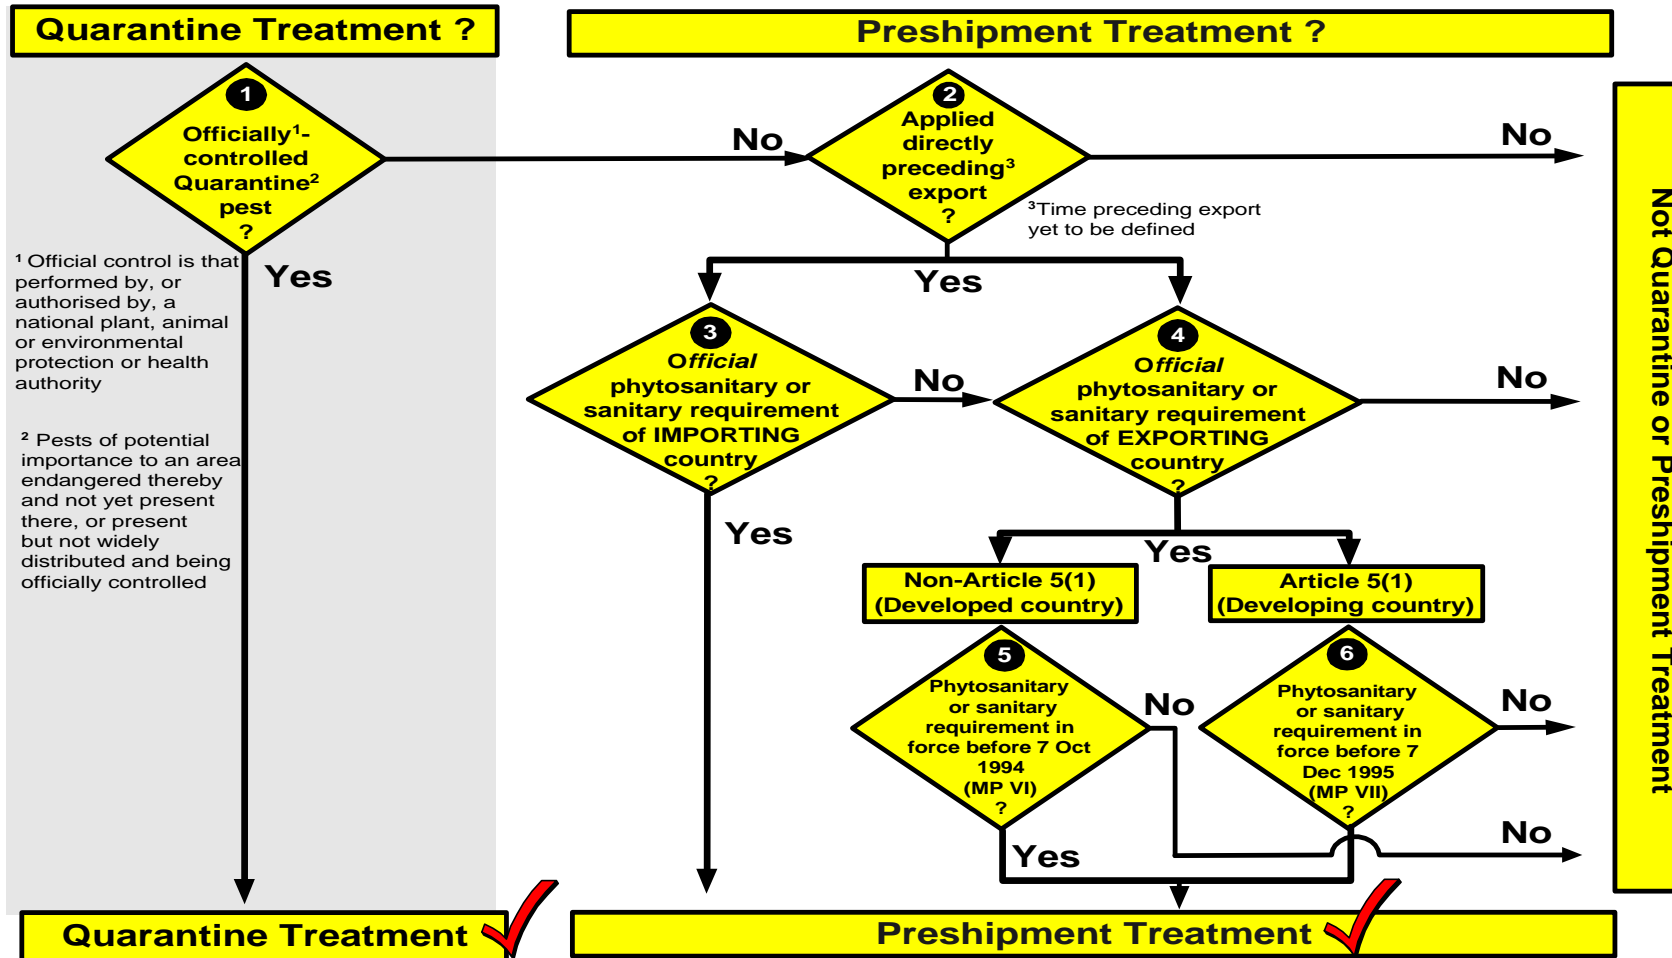 Quarantine Treatment ?
Preshipment Treatment ?
1
Officially¹-
controlled
Quarantine²
pest
?
No
Yes
¹ Official control is that
performed by, or
authorised by, a
national plant, animal
or environmental
protection or health
authority
² Pests of potential
importance to an area
endangered thereby
and not yet present
there, or present
but not widely
distributed and being
officially controlled
2
Applied
directly
preceding³
export
?
No
³Time preceding export
yet to be defined
Yes
3
Official
phytosanitary or
sanitary requirement
of IMPORTING
country
?
No
Yes
4
Official
phytosanitary or
sanitary requirement
of EXPORTING
country
?
No
Yes
Non-Article 5(1)
(Developed country)
Article 5(1)
(Developing country)
5
Phytosanitary
or sanitary
requirement in
force before 7 Oct
1994
(MP VI)
?
No
Yes
6
Phytosanitary
or sanitary
requirement in
force before 7
Dec 1995
(MP VII)
?
No
No
Not Quarantine or Preshipment Treatment
Quarantine Treatment
Preshipment Treatment